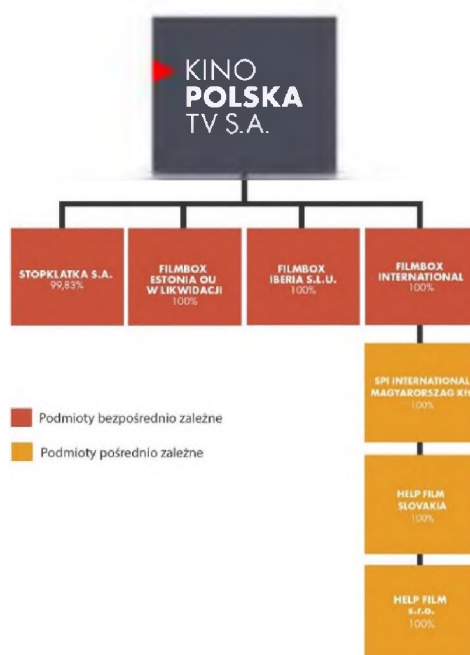 KINO
POLSKA
TV S.A.
STOPKLATKA S.A.
99,83%
FILMBOX
ESTONIA OU
W LIKWIDACJI
100%
FILMBOX
IBERIA S.L.U.
100%
FILMBOX
INTERNATIONAL
100%
SPI INTERNATIONAL
MAGYARORSZAG Kft
100%
Podmioty bezpośrednio zależne
Podmioty pośrednio zależne
HELP FILM
SLOVAKIA
100%
HELP FILM
s.r.o.
100%